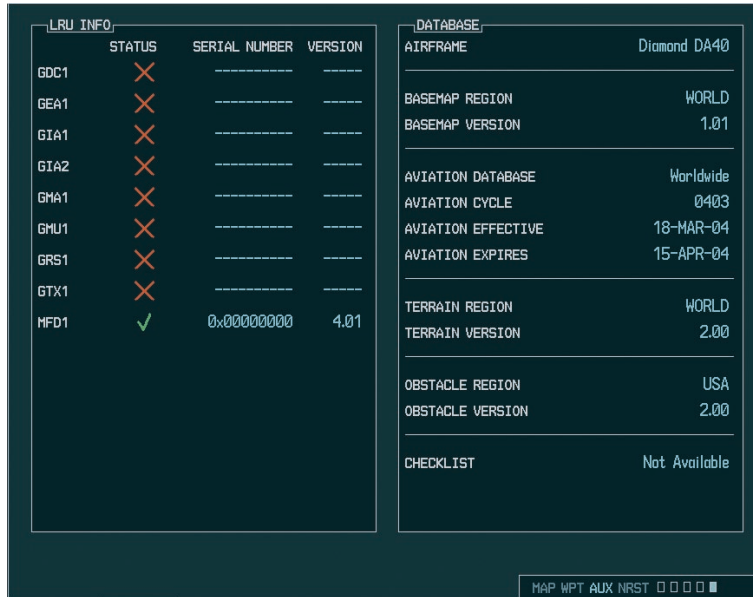 LRU INFO
STATUS SERIAL NUMBER VERSION
GDC1 ---------- -----
GEA1 ---------- -----
GIA1 ---------- -----
GIA2 ---------- -----
GMA1 ---------- -----
GMU1 ---------- -----
GRS1 ---------- -----
GTX1 ---------- -----
MFD1 0x00000000 4.01
DATABASE
AIRFRAME Diamond DA40
BASEMAP REGION WORLD
BASEMAP VERSION 1.01
AVIATION DATABASE Worldwide
AVIATION CYCLE 0403
AVIATION EFFECTIVE 18-MAR-04
AVIATION EXPIRES 15-APR-04
TERRAIN REGION WORLD
TERRAIN VERSION 2.00
OBSTACLE REGION USA
OBSTACLE VERSION 2.00
CHECKLIST Not Available
MAP WPT AUX NRST